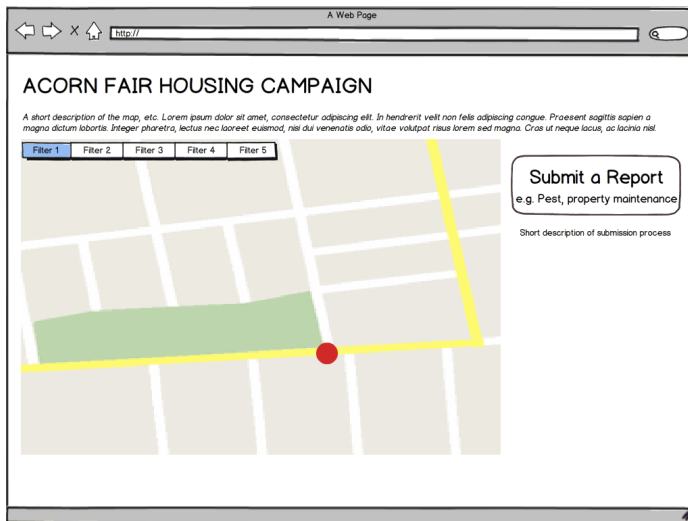 A Web Page
http://
ACORN FAIR HOUSING CAMPAIGN
A short description of the map, etc. Lorem ipsum dolor sit amet, consectetur adipiscing elit. In hendrerit velit non felis adipiscing congue. Praesent sagittis sapien a
magna dictum lobortis. Integer pharetra, lectus nec laoreet euismod, nisi dui venenatis odio, vitae volutpat risus lorem sed magna. Cras ut neque lacus, ac lacinia nisl.
Filter 1 Filter 2 Filter 3 Filter 4 Filter 5
Submit a Report
e.g. Pest, property maintenance
Short description of submission process